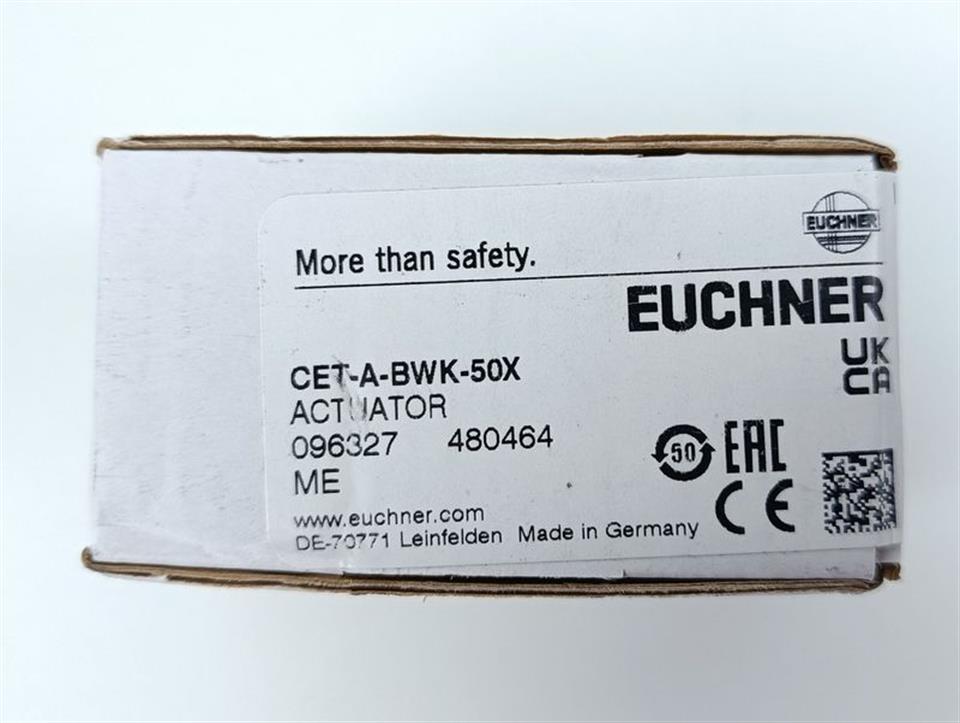 EUCHNER
More than safety.
EUCHNER
UK
CA
CET-A-BWK-50X
ACTUATOR
096327 480464
50 EAC
ME
CE
www.euchner.com
DE-70771 Leinfelden Made in Germany